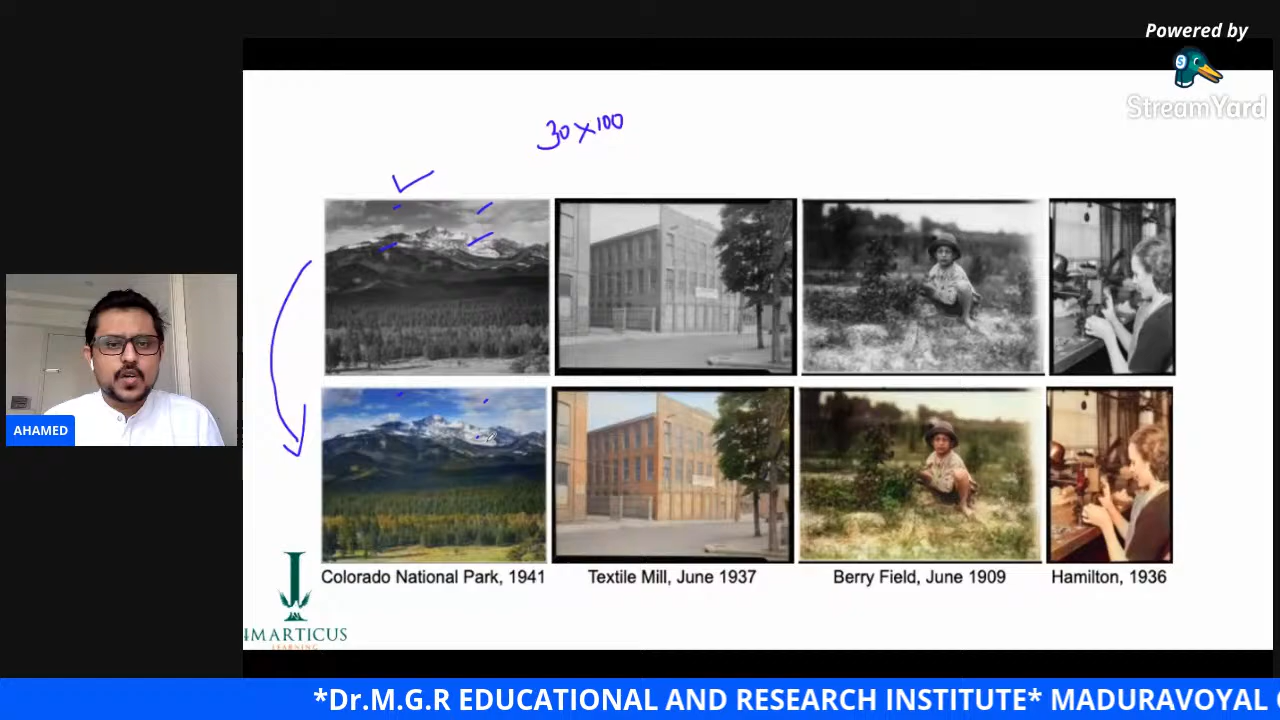 Powered by
S
StreamYard
30 x 100
AHAMED
Colorado National Park, 1941
Textile Mill, June 1937
Berry Field, June 1909
Hamilton, 1936
IMARTICUS
LEARNING
*Dr.M.G.R EDUCATIONAL AND RESEARCH INSTITUTE* MADURAVOYAL